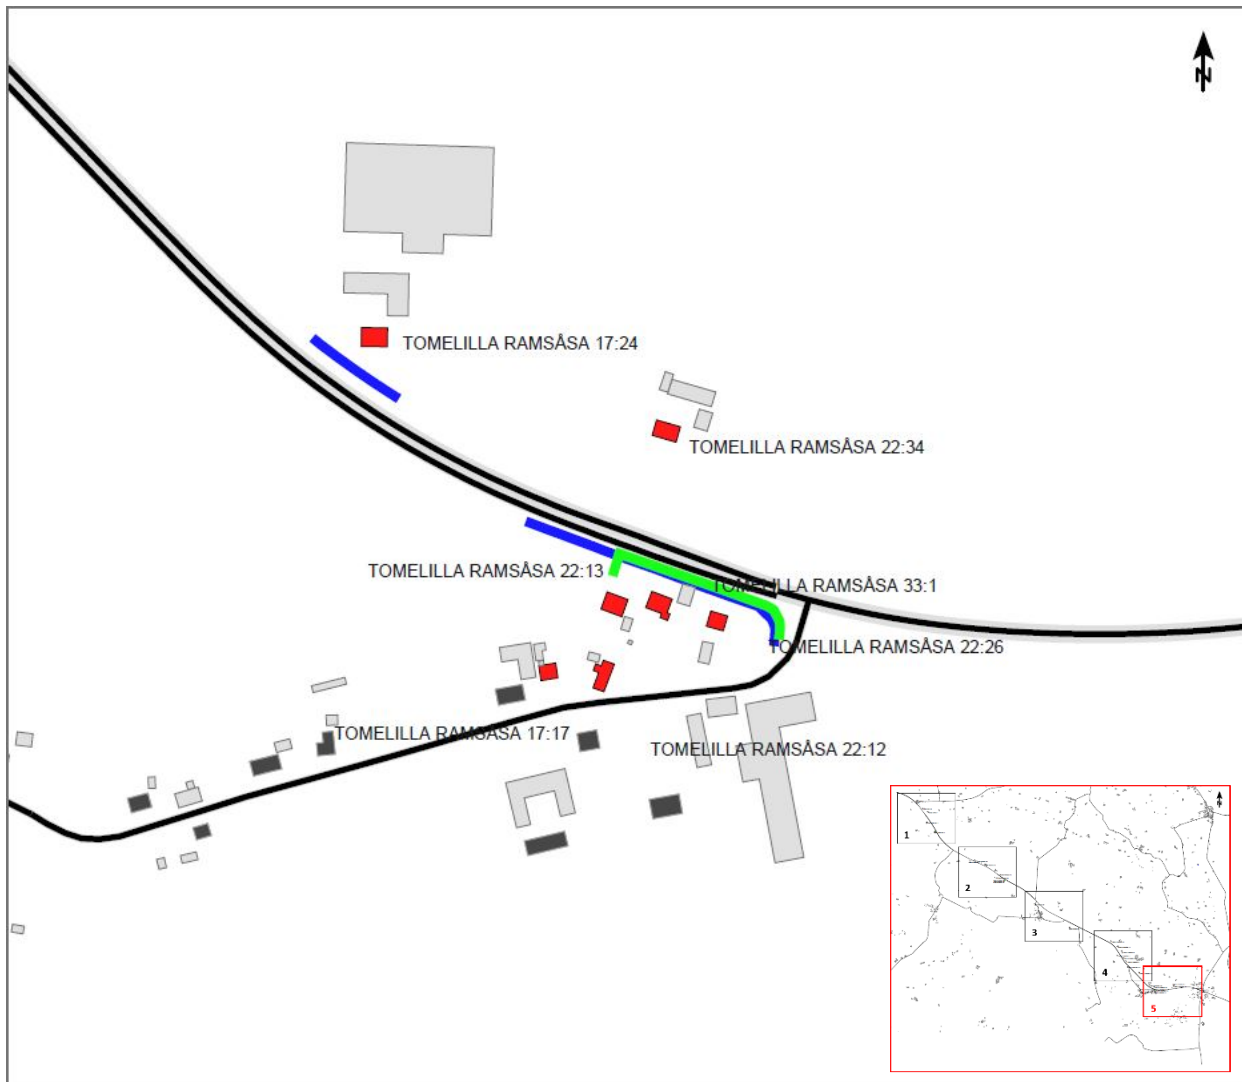 N
TOMELILLA RAMSÅSA 17:24
TOMELILLA RAMSÅSA 22:34
TOMELILLA RAMSÅSA 22:13
TOMELILLA RAMSÅSA 33:1
TOMELILLA RAMSÅSA 22:26
TOMELILLA RAMSÅSA 17:17
TOMELILLA RAMSÅSA 22:12
1
2
3
4
5